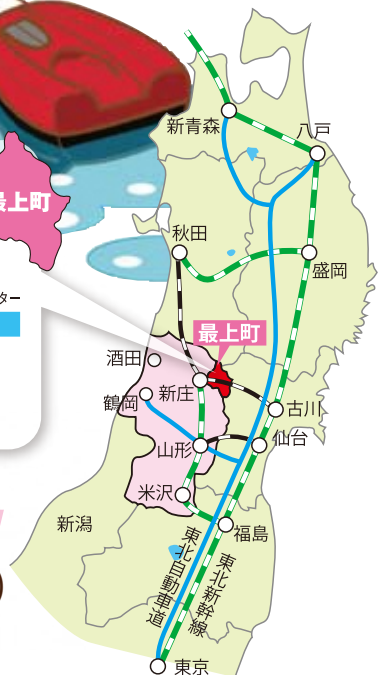 新青森
八戸
最上町
秋田
盛岡
ター
最上町
酒田
新庄
鶴岡
古川
仙台
山形
米沢
新潟
福島
東北自動車道
東北新幹線
東京